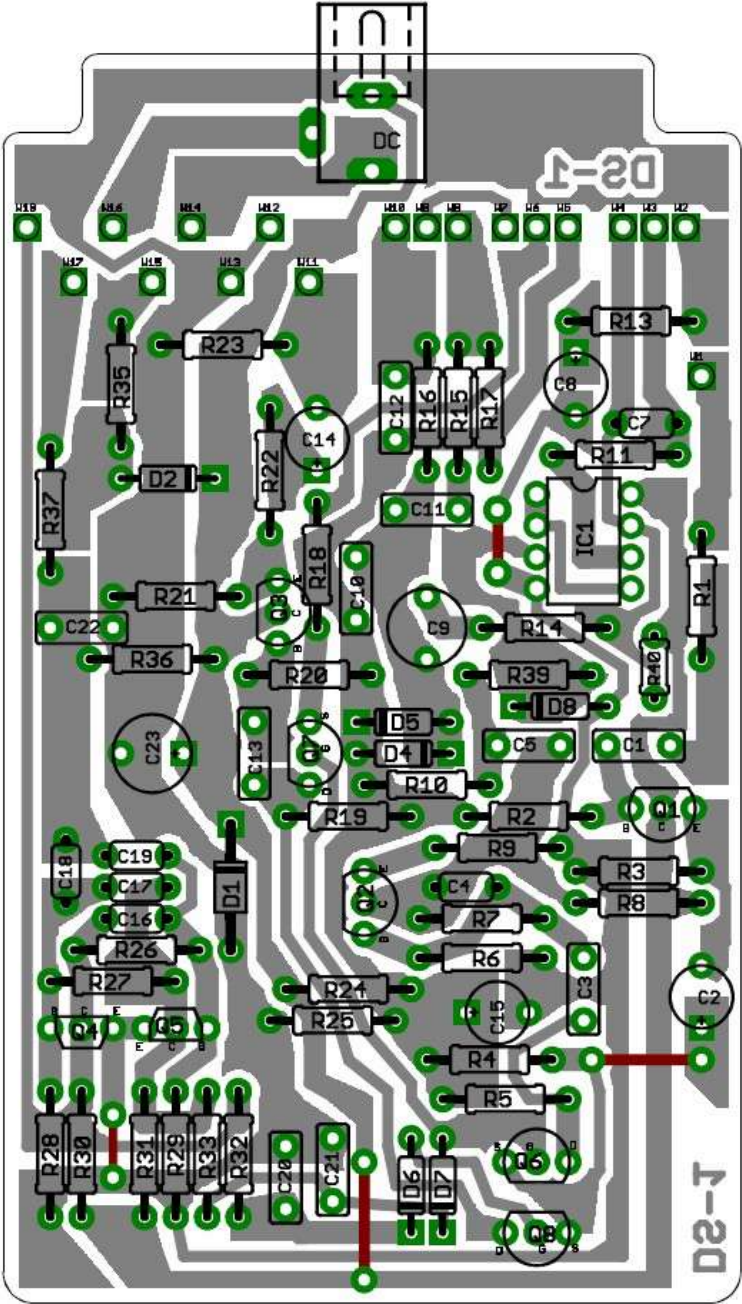 DC
DS-1
W18
W16
W14
W12
W10
W9
W8
W7
W6
W5
W4
W3
W2
W17
W15
W13
W11
R13
R23
W1
C8
R35
R16
R15
R17
C12
C7
C14
R11
D2
R22
R37
C11
IC1
R18
R21
Q3
E
C
B
C10
R1
C22
C9
R14
R36
R20
R39
R40
D8
D5
C13
Q7
S
G
D
D4
C5
C1
C23
R10
R19
R2
Q1
B
C
E
R9
C19
C18
C17
D1
Q2
E
C
B
C4
R3
R8
C16
R7
R26
R6
R27
R24
C3
C2
C15
R25
Q4
B
C
E
Q5
E
C
B
R4
R5
R28
R30
R31
R29
R33
R32
C20
C21
D6
D7
Q6
S
G
D
Q8
D
G
S
DS-1